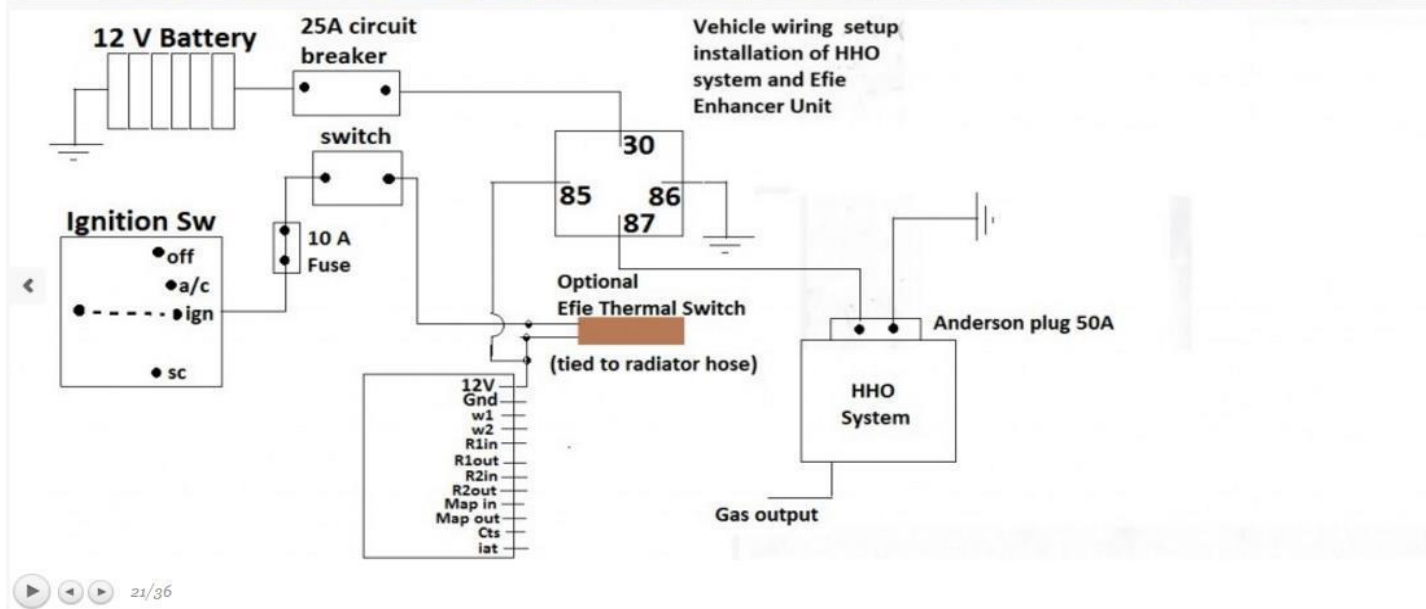 12 V Battery
25A circuit
breaker
Vehicle wiring setup
installation of HHO
system and Efie
Enhancer Unit
switch
30
85
86
87
Ignition Sw
off
a/c
ign
sc
10 A
Fuse
Optional
Efie Thermal Switch
(tied to radiator hose)
Anderson plug 50A
HHO
System
Gas output
12V
Gnd
w1
w2
R1in
R1out
R2in
R2out
Map in
Map out
Cts
iat
21/36